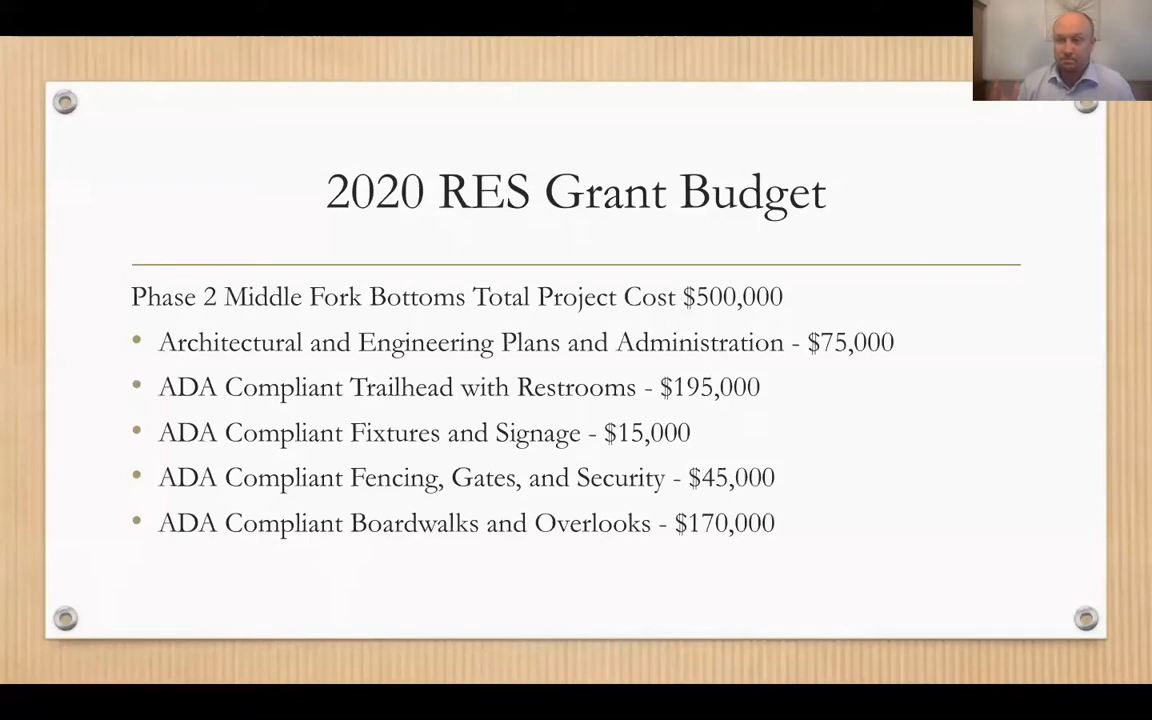 2020 RES Grant Budget
Phase 2 Middle Fork Bottoms Total Project Cost $500,000
• Architectural and Engineering Plans and Administration - $75,000
• ADA Compliant Trailhead with Restrooms - $195,000
• ADA Compliant Fixtures and Signage - $15,000
• ADA Compliant Fencing, Gates, and Security - $45,000
• ADA Compliant Boardwalks and Overlooks - $170,000